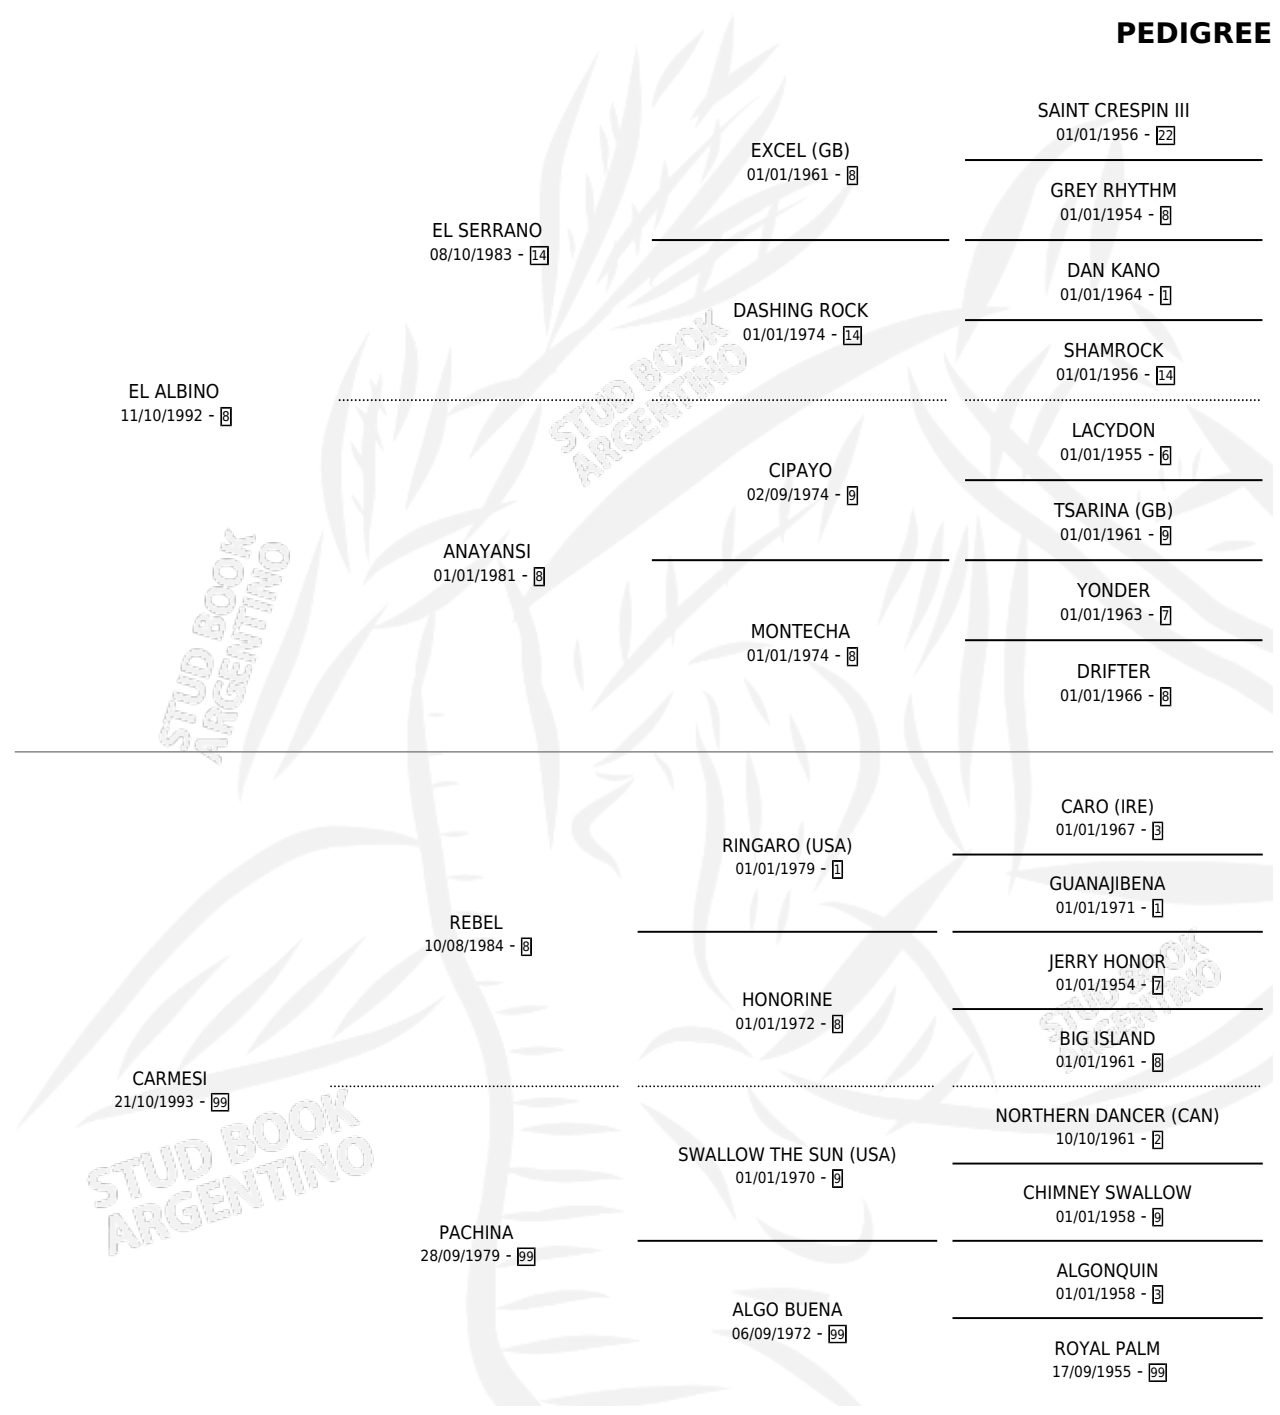 PEDIGREE
SAINT CRESPIN III
01/01/1956 - 22
EXCEL (GB)
01/01/1961 - 8
GREY RHYTHM
01/01/1954 - 8
EL SERRANO
08/10/1983 - 14
DAN KANO
01/01/1964 - 1
DASHING ROCK
01/01/1974 - 14
SHAMROCK
01/01/1956 - 14
EL ALBINO
11/10/1992 - 8
STUD BOOK
ARGENTINO
LACYDON
01/01/1955 - 6
CIPAYO
02/09/1974 - 9
TSARINA (GB)
01/01/1961 - 9
ANAYANSI
01/01/1981 - 8
YONDER
01/01/1963 - 7
MONTECHA
01/01/1974 - 8
DRIFTER
01/01/1966 - 8
STUD BOOK
ARGENTINO
CARO (IRE)
01/01/1967 - 3
RINGARO (USA)
01/01/1979 - 1
GUANAJIBENA
01/01/1971 - 1
REBEL
10/08/1984 - 8
JERRY HONOR
01/01/1954 - 7
HONORINE
01/01/1972 - 8
STUD BOOK
ARGENTINO
BIG ISLAND
01/01/1961 - 8
CARMESI
21/10/1993 - 99
NORTHERN DANCER (CAN)
10/10/1961 - 2
SWALLOW THE SUN (USA)
01/01/1970 - 9
STUD BOOK
ARGENTINO
CHIMNEY SWALLOW
01/01/1958 - 9
PACHINA
28/09/1979 - 99
ALGONQUIN
01/01/1958 - 3
ALGO BUENA
06/09/1972 - 99
ROYAL PALM
17/09/1955 - 99